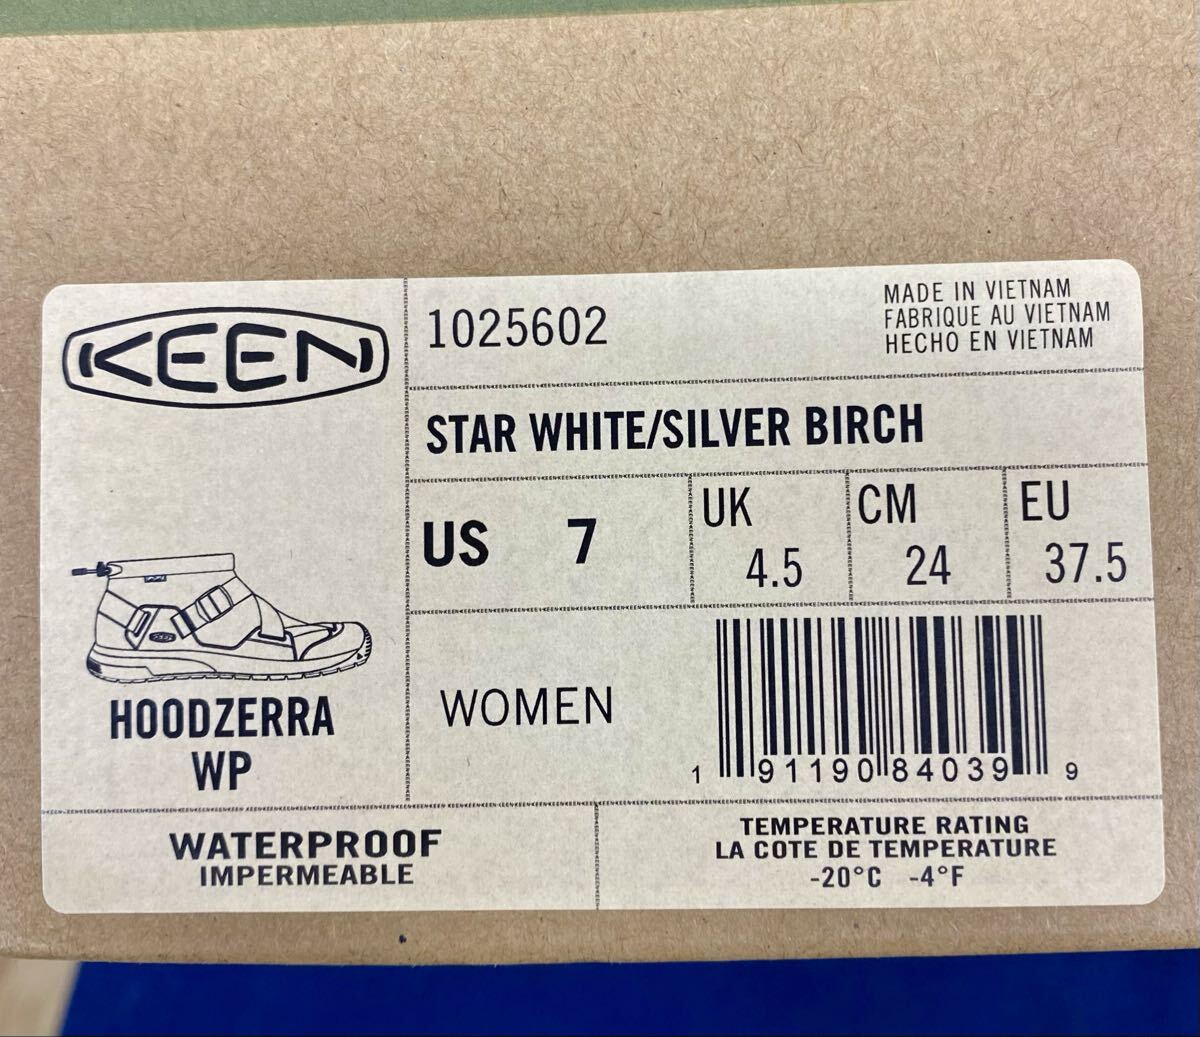 KEEN
1025602
MADE IN VIETNAM
FABRIQUE AU VIETNAM
HECHO EN VIETNAM
STAR WHITE/SILVER BIRCH
US 7
UK 4.5
CM 24
EU 37.5
KEEN
HOODZERRA
WP
WOMEN
1 91190 84039 9
WATERPROOF
IMPERMEABLE
TEMPERATURE RATING
LA COTE DE TEMPERATURE
-20°C -4°F